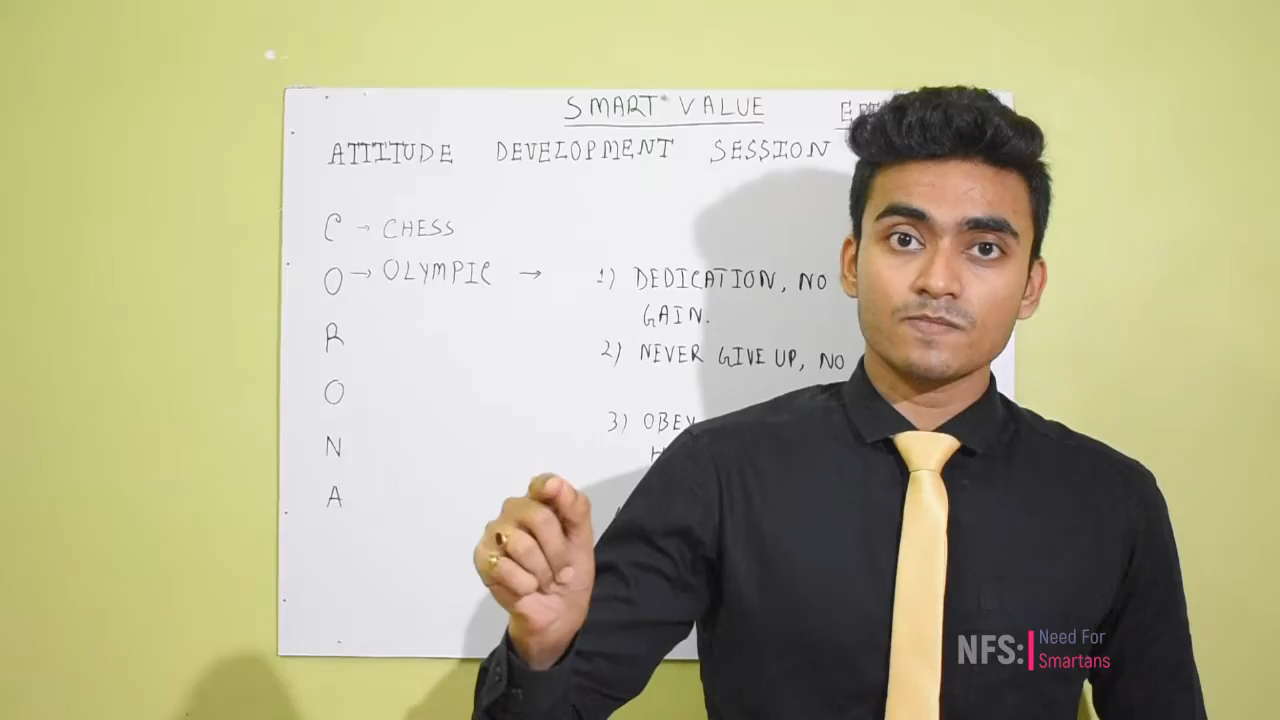 SMART VALUE
ATTITUDE DEVELOPMENT SESSION
C → CHESS
O → OLYMPIC →
1) DEDICATION, NO
GAIN.
R
2) NEVER GIVE UP, NO
O
3) OBEY
N
A
NFS: Need For
Smartans